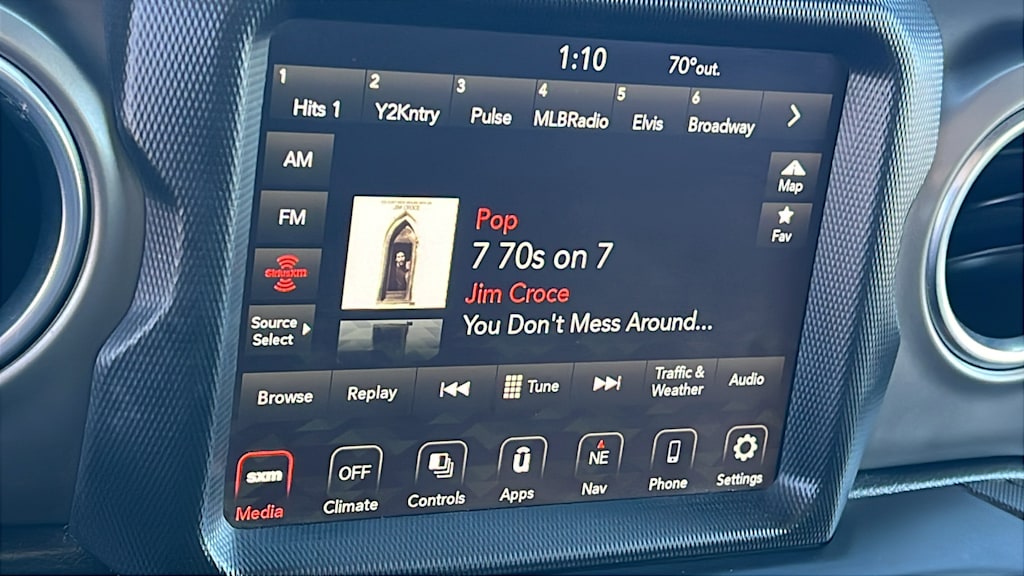 1:10 70°out.
1 Hits 1
2 Y2Kntry
3 Pulse
4 MLBRadio
5 Elvis
6 Broadway
AM
FM
SiriusXM
Source
Select
JIM CROCE
Pop
7 70s on 7
Jim Croce
You Don't Mess Around...
Map
Fav
Browse
Replay
Tune
Traffic &
Weather
Audio
sxm
Media
OFF
Climate
Controls
Apps
NE
Nav
Phone
Settings